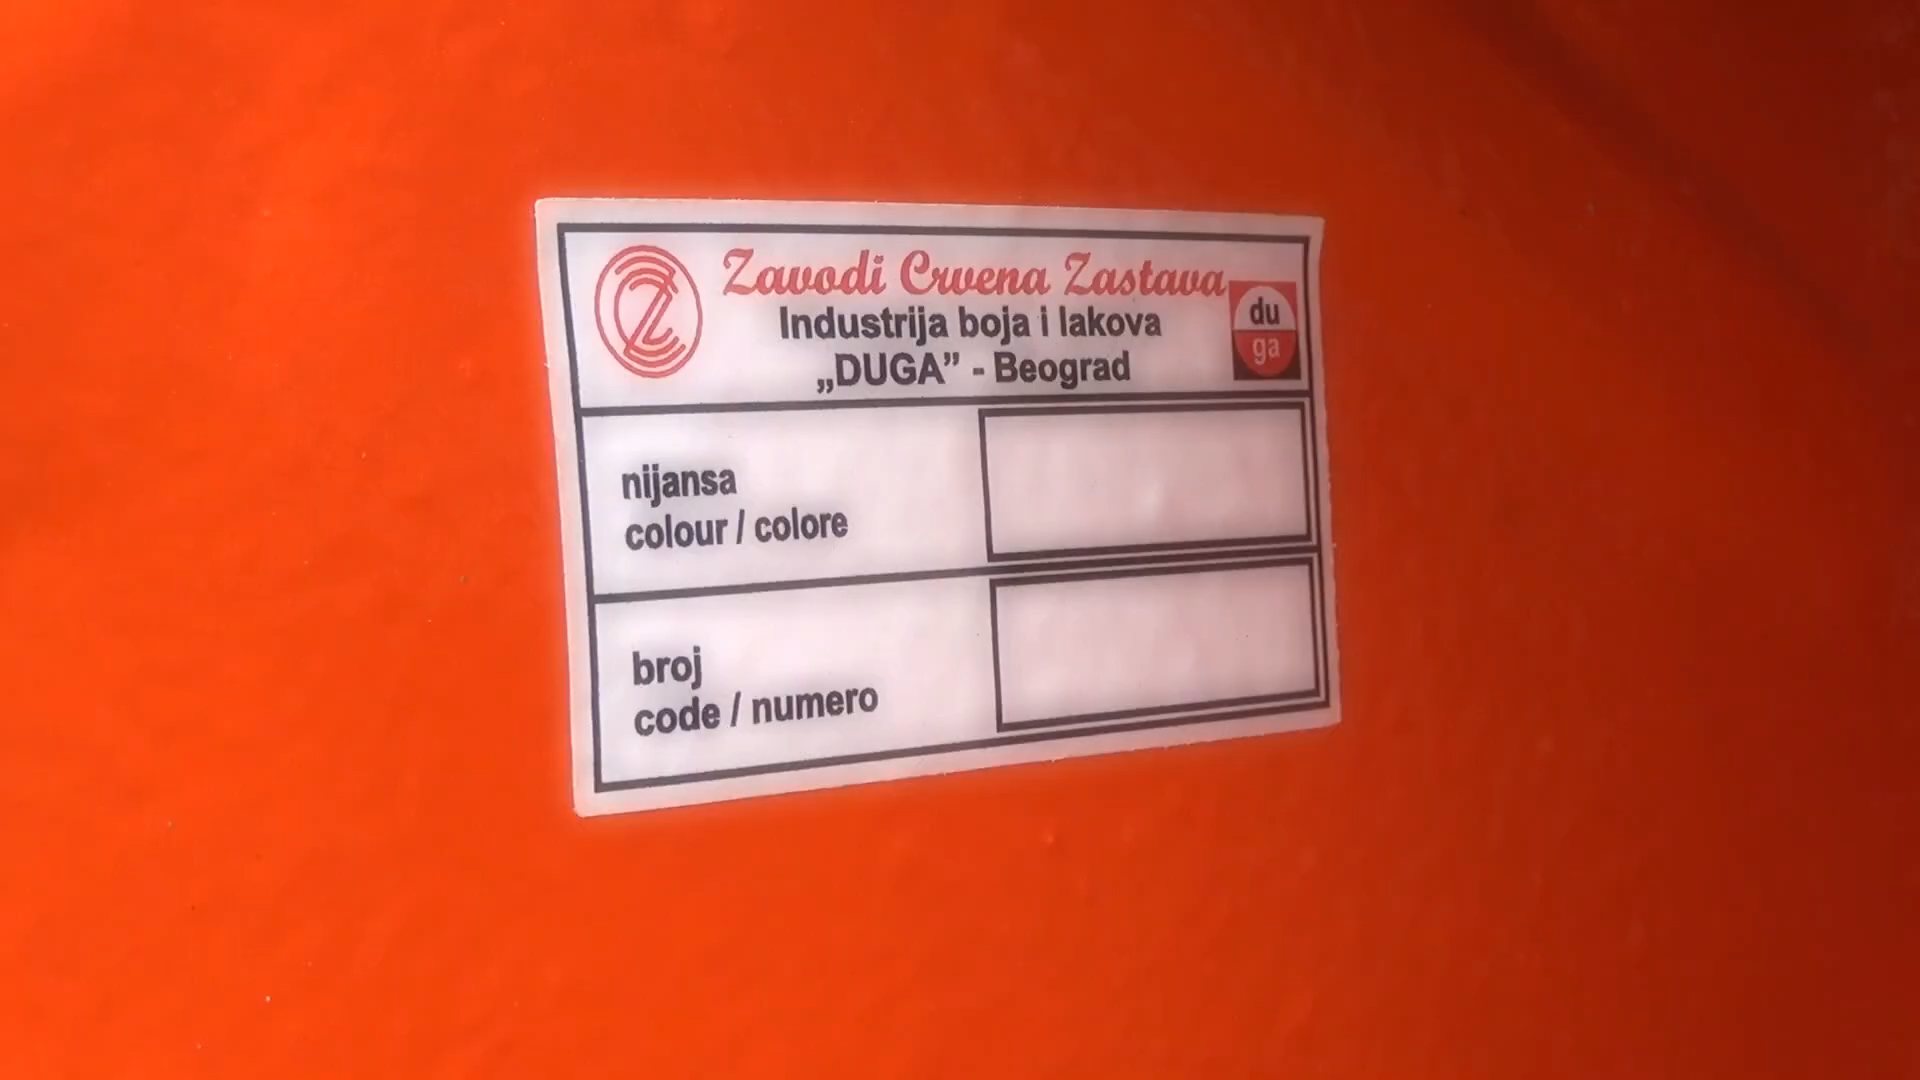 Zavodi Crvena Zastava
Industrija boja i lakova
„DUGA” - Beograd
du
ga
nijansa
colour / colore
broj
code / numero